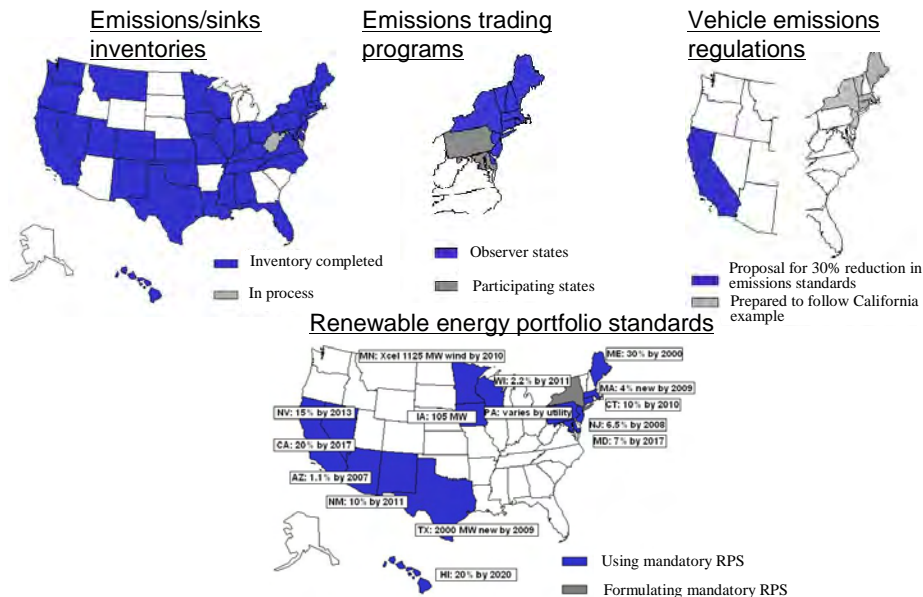 Emissions/sinks
inventories
Emissions trading
programs
Vehicle emissions
regulations
Inventory completed
In process
Observer states
Participating states
Proposal for 30% reduction in
emissions standards
Prepared to follow California
example
Renewable energy portfolio standards
MN: Xcel 1125 MW wind by 2010
ME: 30% by 2000
WI: 2.2% by 2011
MA: 4% new by 2009
NV: 15% by 2013
IA: 105 MW
PA: varies by utility
CT: 10% by 2010
NJ: 6.5% by 2008
CA: 20% by 2017
MD: 7% by 2017
AZ: 1.1% by 2007
NM: 10% by 2011
TX: 2000 MW new by 2009
HI: 20% by 2020
Using mandatory RPS
Formulating mandatory RPS